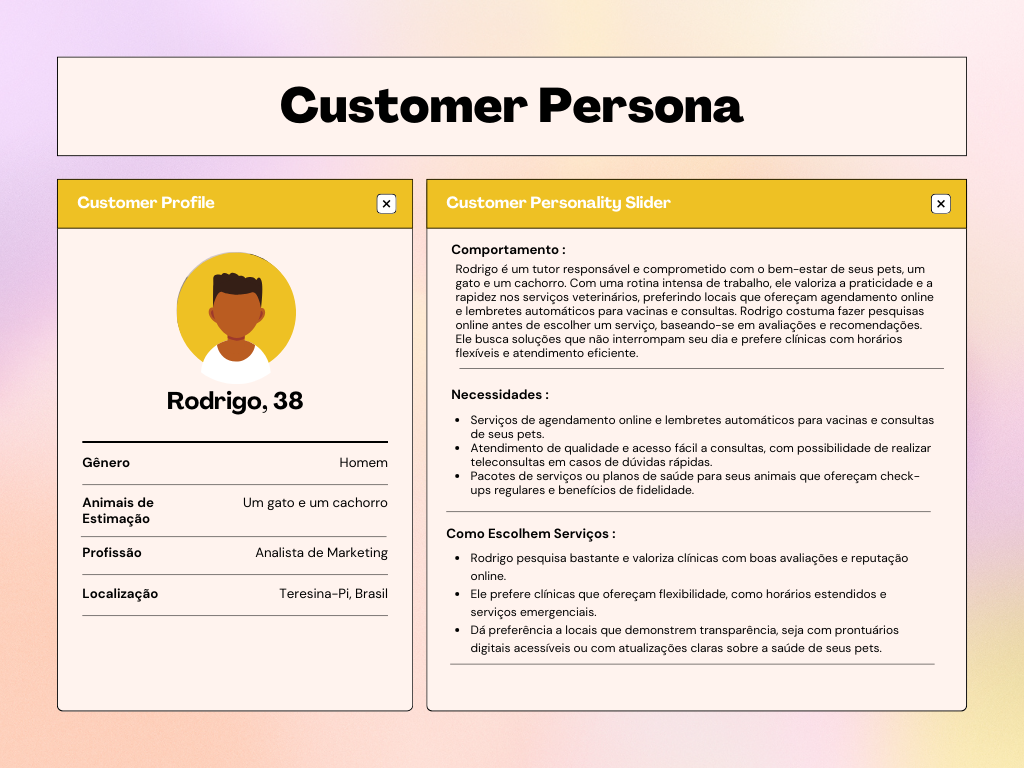 Customer Persona
Customer Profile
Rodrigo, 38
Gênero Homem
Animais de Estimação Um gato e um cachorro
Profissão Analista de Marketing
Localização Teresina-Pi, Brasil
Customer Personality Slider
Comportamento :
Rodrigo é um tutor responsável e comprometido com o bem-estar de seus pets, um
gato e um cachorro. Com uma rotina intensa de trabalho, ele valoriza a praticidade e a
rapidez nos serviços veterinários, preferindo locais que ofereçam agendamento online
e lembretes automáticos para vacinas e consultas. Rodrigo costuma fazer pesquisas
online antes de escolher um serviço, baseando-se em avaliações e recomendações.
Ele busca soluções que não interrompam seu dia e prefere clínicas com horários
flexíveis e atendimento eficiente.
Necessidades :
• Serviços de agendamento online e lembretes automáticos para vacinas e consultas
de seus pets.
• Atendimento de qualidade e acesso fácil a consultas, com possibilidade de realizar
teleconsultas em casos de dúvidas rápidas.
• Pacotes de serviços ou planos de saúde para seus animais que ofereçam check-
ups regulares e benefícios de fidelidade.
Como Escolhem Serviços :
• Rodrigo pesquisa bastante e valoriza clínicas com boas avaliações e reputação
online.
• Ele prefere clínicas que ofereçam flexibilidade, como horários estendidos e
serviços emergenciais.
• Dá preferência a locais que demonstrem transparência, seja com prontuários
digitais acessíveis ou com atualizações claras sobre a saúde de seus pets.